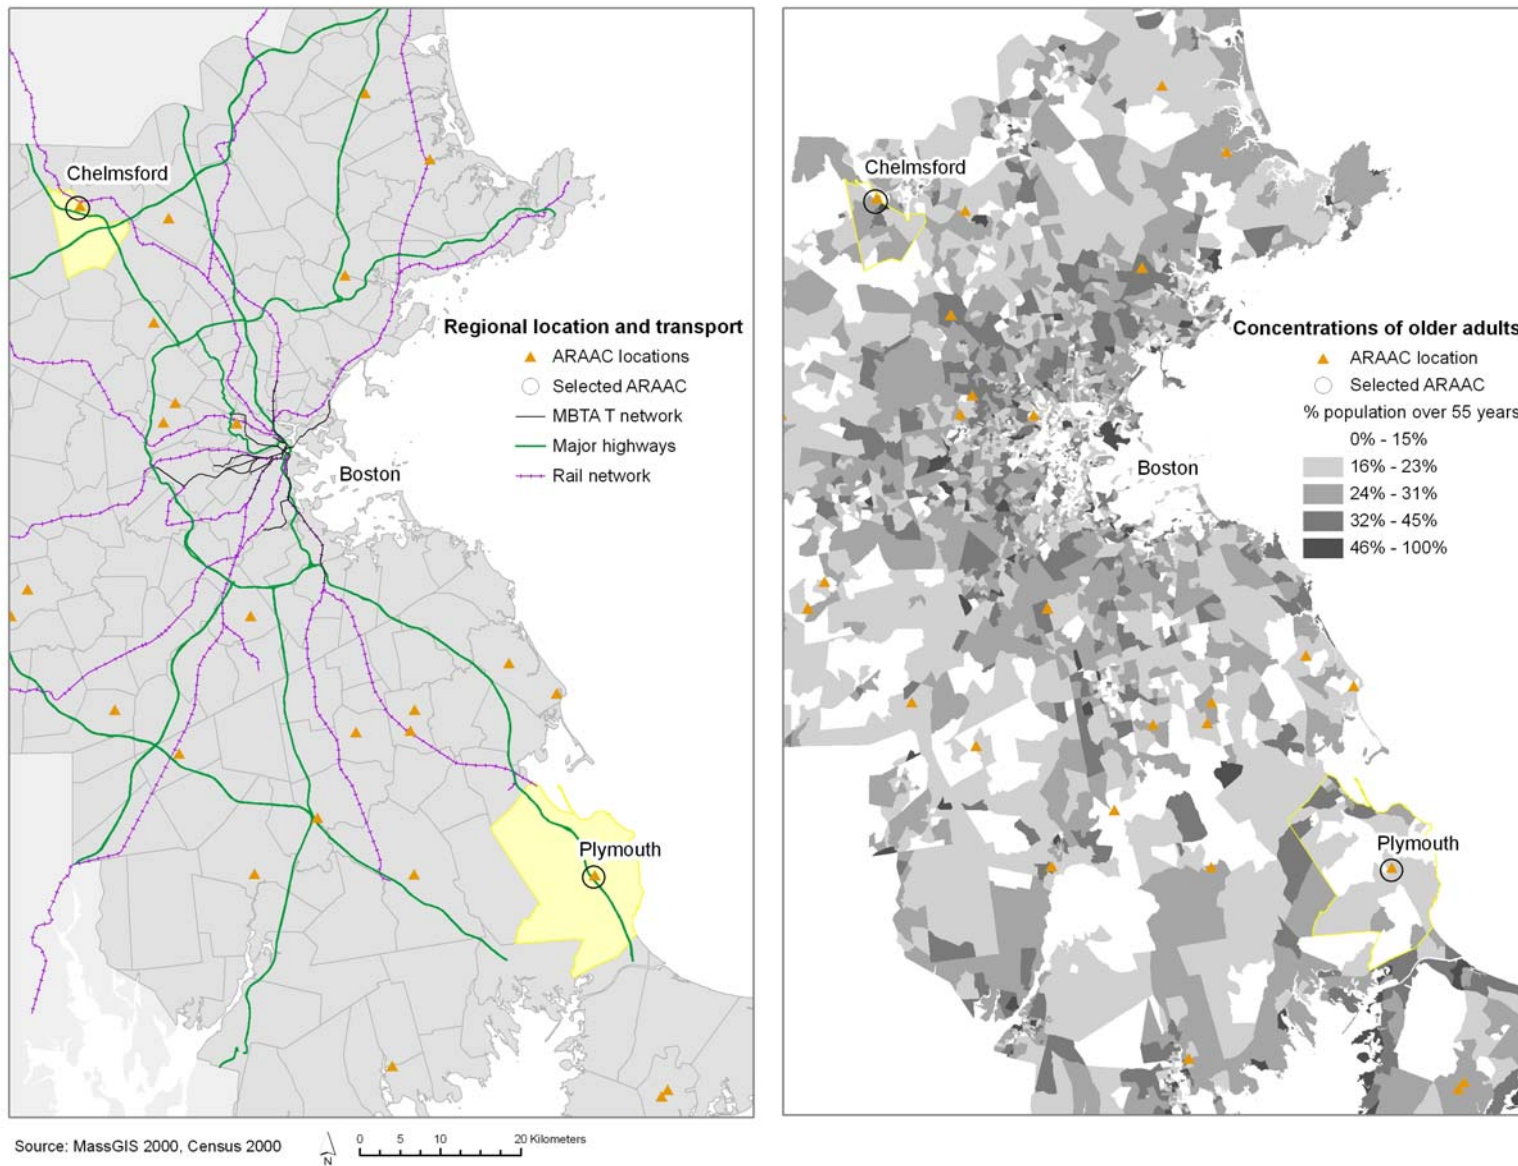 Chelmsford
Regional location and transport
ARAAC locations
Selected ARAAC
MBTA T network
Major highways
Rail network
Boston
Plymouth
Chelmsford
Concentrations of older adults
ARAAC location
Selected ARAAC
% population over 55 years
0% - 15%
16% - 23%
24% - 31%
32% - 45%
46% - 100%
Boston
Plymouth
Source: MassGIS 2000, Census 2000
N
0 5 10 20 Kilometers